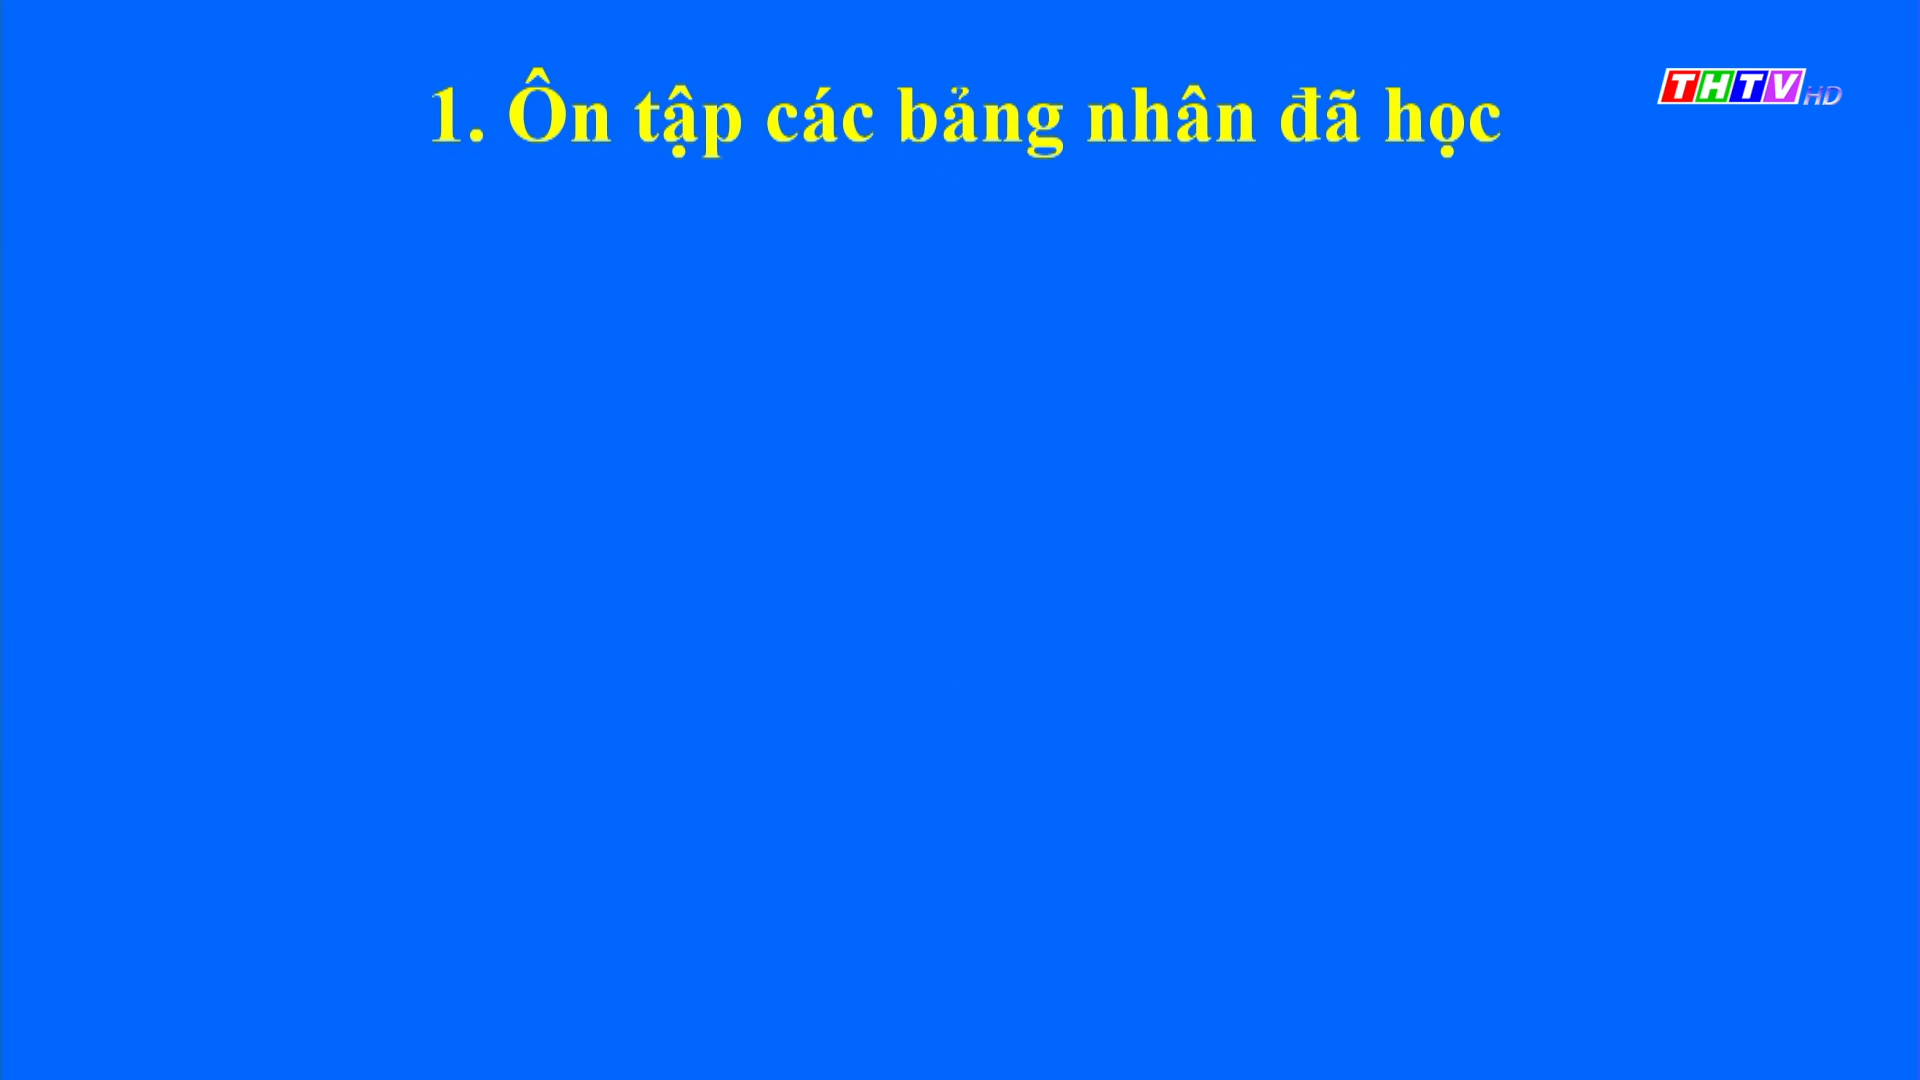 1. Ôn tập các bảng nhân đã học
THTV HD